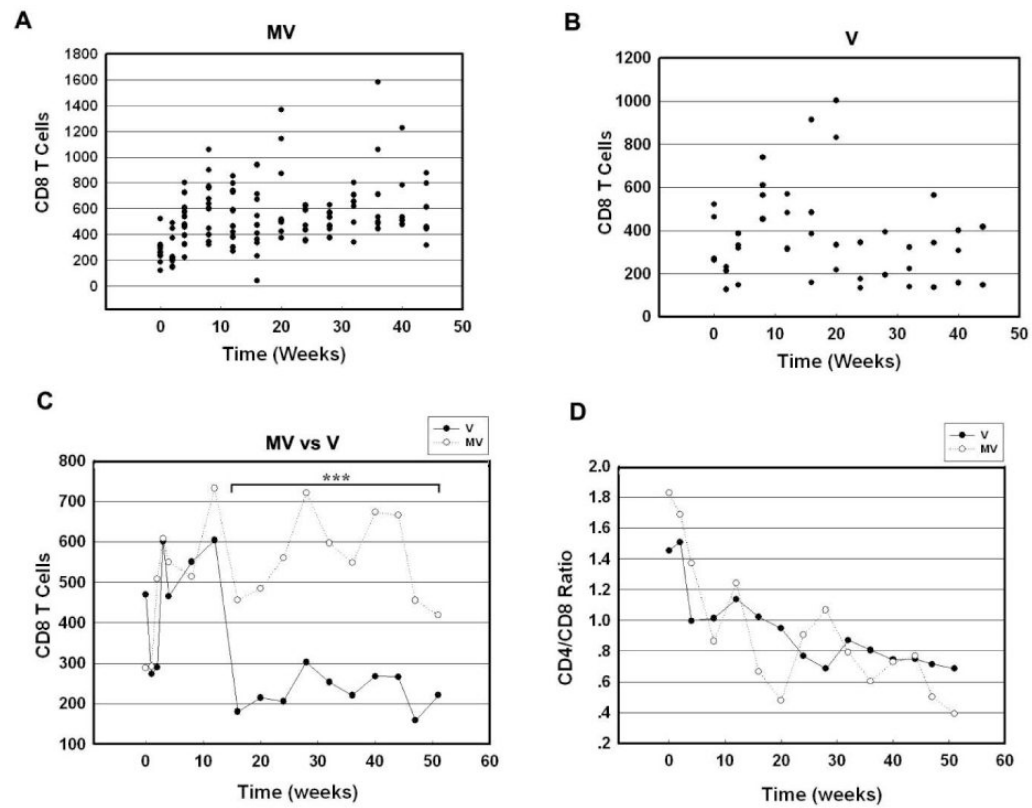 A
MV
CD8 T Cells
1800
1600
1400
1200
1000
800
600
400
200
0
0 10 20 30 40 50
Time (Weeks)
B
V
CD8 T Cells
1200
1000
800
600
400
200
0
0 10 20 30 40 50
Time (Weeks)
C
V
MV
MV vs V
***
CD8 T Cells
800
700
600
500
400
300
200
100
0 10 20 30 40 50 60
Time (weeks)
D
V
MV
CD4/CD8 Ratio
2.0
1.8
1.6
1.4
1.2
1.0
.8
.6
.4
.2
0 10 20 30 40 50 60
Time (weeks)